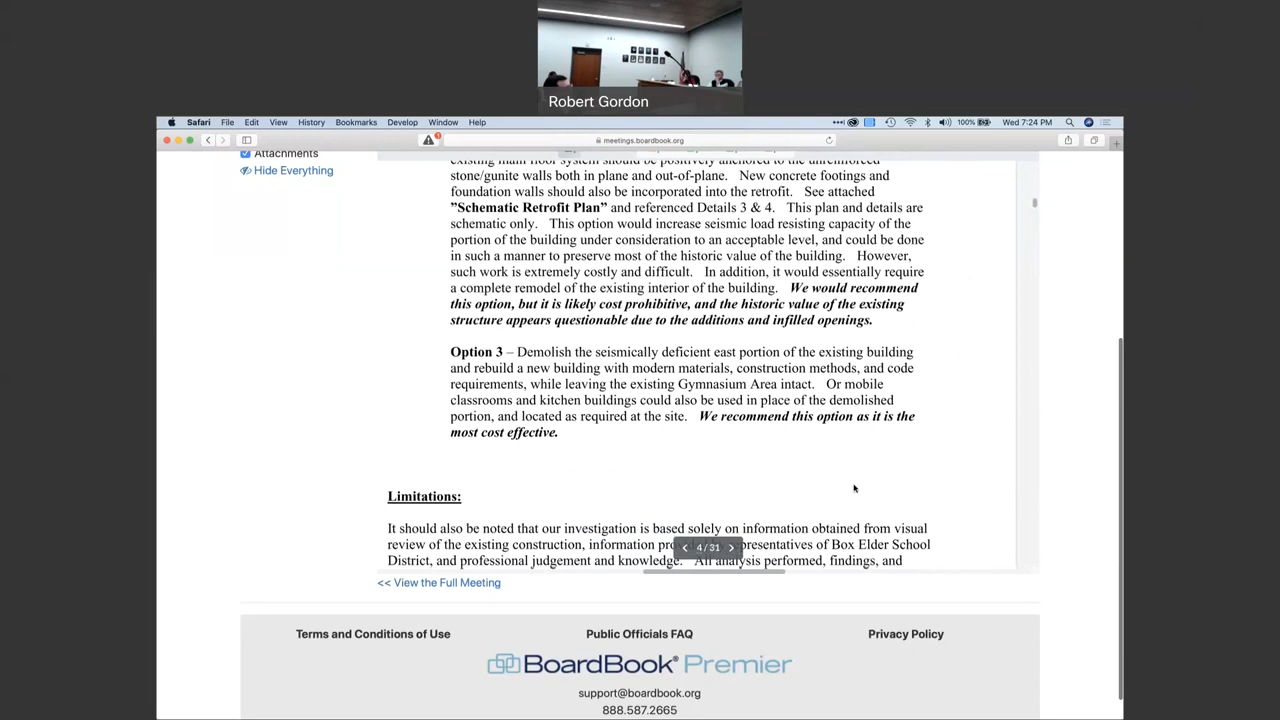 Robert Gordon
Safari File Edit View History Bookmarks Develop Window Help 100% Wed 7:24 PM
meetings.boardbook.org
Attachments
Hide Everything
existing main floor system should be positively anchored to the unreinforced
stone/gunite walls both in plane and out-of-plane. New concrete footings and
foundation walls should also be incorporated into the retrofit. See attached
”Schematic Retrofit Plan” and referenced Details 3 & 4. This plan and details are
schematic only. This option would increase seismic load resisting capacity of the
portion of the building under consideration to an acceptable level, and could be done
in such a manner to preserve most of the historic value of the building. However,
such work is extremely costly and difficult. In addition, it would essentially require
a complete remodel of the existing interior of the building. We would recommend
this option, but it is likely cost prohibitive, and the historic value of the existing
structure appears questionable due to the additions and infilled openings.
Option 3 – Demolish the seismically deficient east portion of the existing building
and rebuild a new building with modern materials, construction methods, and code
requirements, while leaving the existing Gymnasium Area intact. Or mobile
classrooms and kitchen buildings could also be used in place of the demolished
portion, and located as required at the site. We recommend this option as it is the
most cost effective.
Limitations:
It should also be noted that our investigation is based solely on information obtained from visual
review of the existing construction, information representatives of Box Elder School
District, and professional judgement and knowledge. All analysis performed, findings, and
4 / 31
<< View the Full Meeting
Terms and Conditions of Use
Public Officials FAQ
Privacy Policy
BoardBook® Premier
support@boardbook.org
888.587.2665